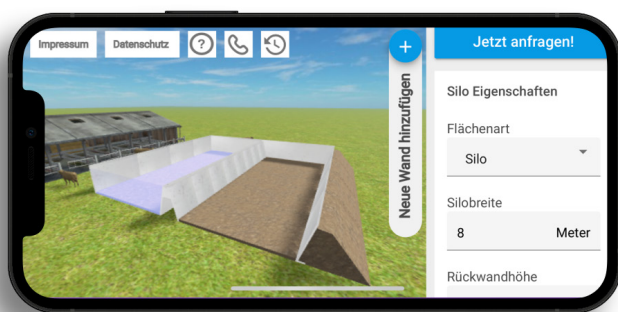 Impressum
Datenschutz
?
+
Neue Wand hinzufügen
Jetzt anfragen!
Silo Eigenschaften
Flächenart
Silo
Silobreite
8 Meter
Rückwandhöhe